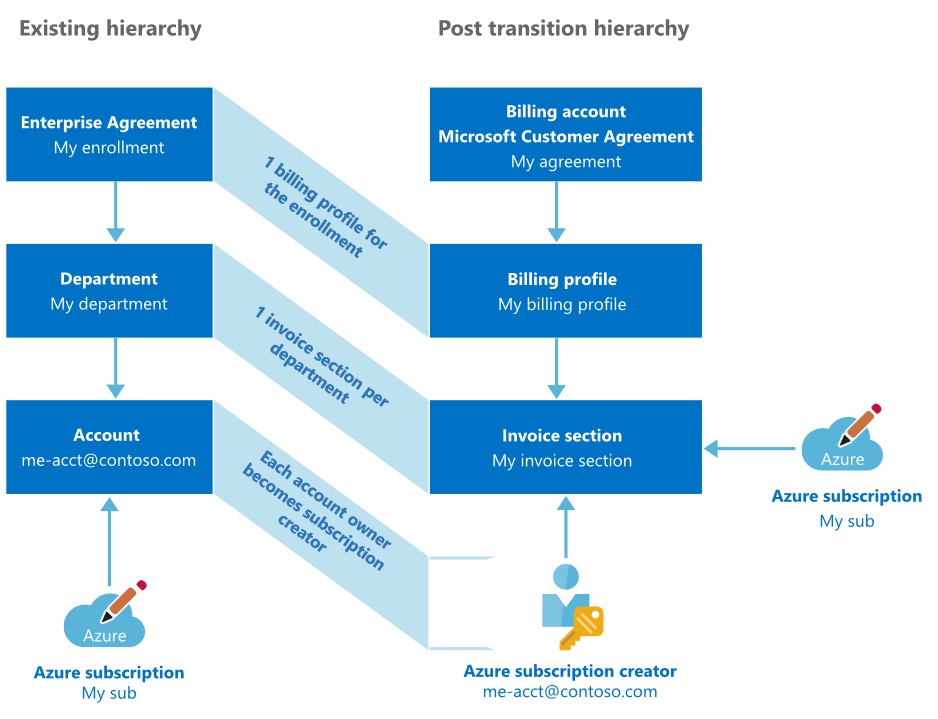 Existing hierarchy
Post transition hierarchy
Enterprise Agreement
My enrollment
Billing account
Microsoft Customer Agreement
My agreement
1 billing profile for
the enrollment
Department
My department
Billing profile
My billing profile
1 invoice section per
department
Account
me-acct@contoso.com
Invoice section
My invoice section
Azure
Azure subscription
My sub
Each account owner
becomes subscription
creator
Azure
Azure subscription
My sub
Azure subscription creator
me-acct@contoso.com